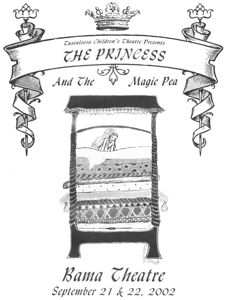 Tuscaloosa Children's Theatre Presents
THE PRINCESS
And The Magic Pea
Bama Theatre
September 21 & 22, 2002